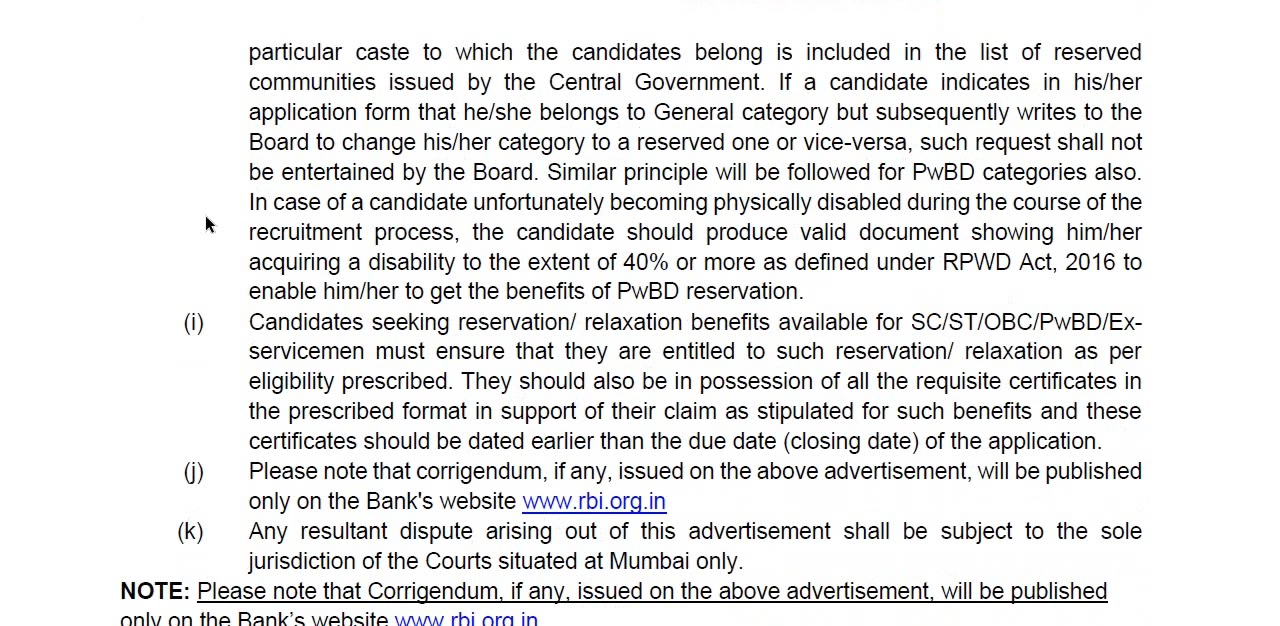 particular caste to which the candidates belong is included in the list of reserved
communities issued by the Central Government. If a candidate indicates in his/her
application form that he/she belongs to General category but subsequently writes to the
Board to change his/her category to a reserved one or vice-versa, such request shall not
be entertained by the Board. Similar principle will be followed for PwBD categories also.
In case of a candidate unfortunately becoming physically disabled during the course of the
recruitment process, the candidate should produce valid document showing him/her
acquiring a disability to the extent of 40% or more as defined under RPWD Act, 2016 to
enable him/her to get the benefits of PwBD reservation.
(i) Candidates seeking reservation/ relaxation benefits available for SC/ST/OBC/PwBD/Ex-
servicemen must ensure that they are entitled to such reservation/ relaxation as per
eligibility prescribed. They should also be in possession of all the requisite certificates in
the prescribed format in support of their claim as stipulated for such benefits and these
certificates should be dated earlier than the due date (closing date) of the application.
(j) Please note that corrigendum, if any, issued on the above advertisement, will be published
only on the Bank's website www.rbi.org.in
(k) Any resultant dispute arising out of this advertisement shall be subject to the sole
jurisdiction of the Courts situated at Mumbai only.
NOTE: Please note that Corrigendum, if any, issued on the above advertisement, will be published
only on the Bank’s website www.rbi.org.in